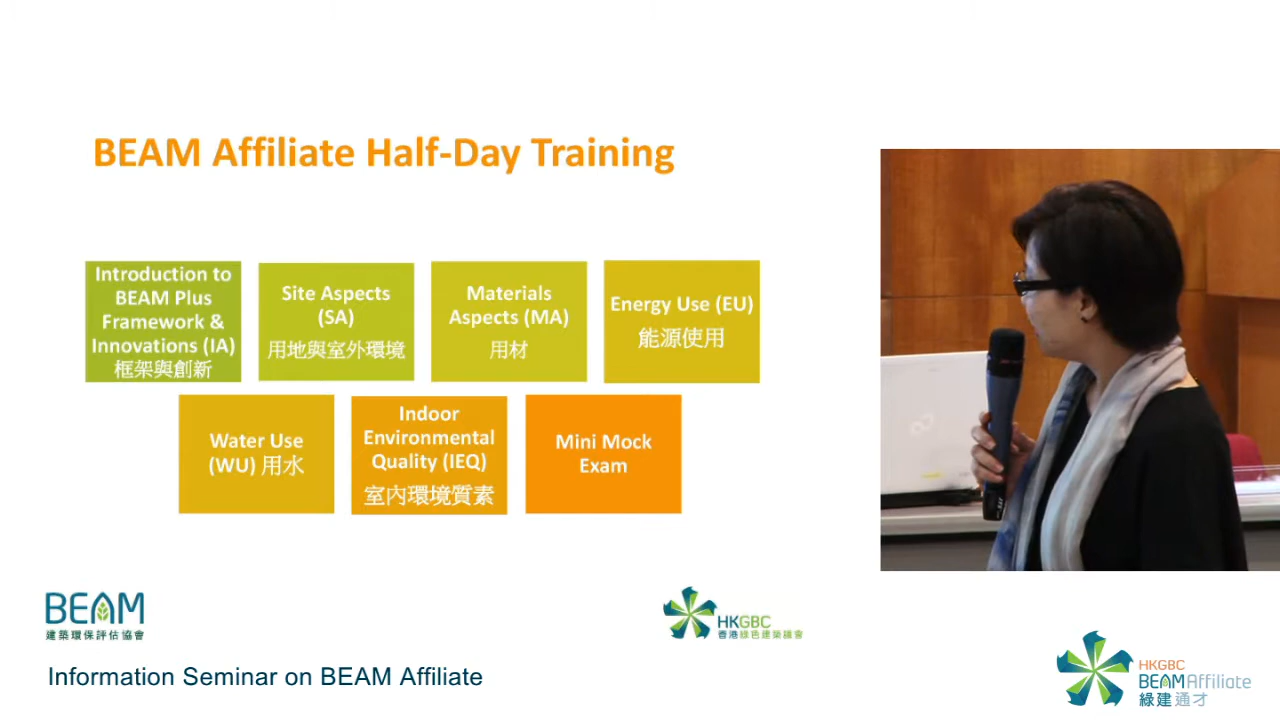 BEAM Affiliate Half-Day Training
Introduction to
BEAM Plus
Framework &
Innovations (IA)
框架與創新
Site Aspects
(SA)
用地與室外環境
Materials
Aspects (MA)
用材
Energy Use (EU)
能源使用
Water Use
(WU) 用水
Indoor
Environmental
Quality (IEQ)
室內環境質素
Mini Mock
Exam
BEAM
建築環保評估協會
HKGBC
香港綠色建築議會
Information Seminar on BEAM Affiliate
HKGBC
BEAMAffiliate
綠建通才